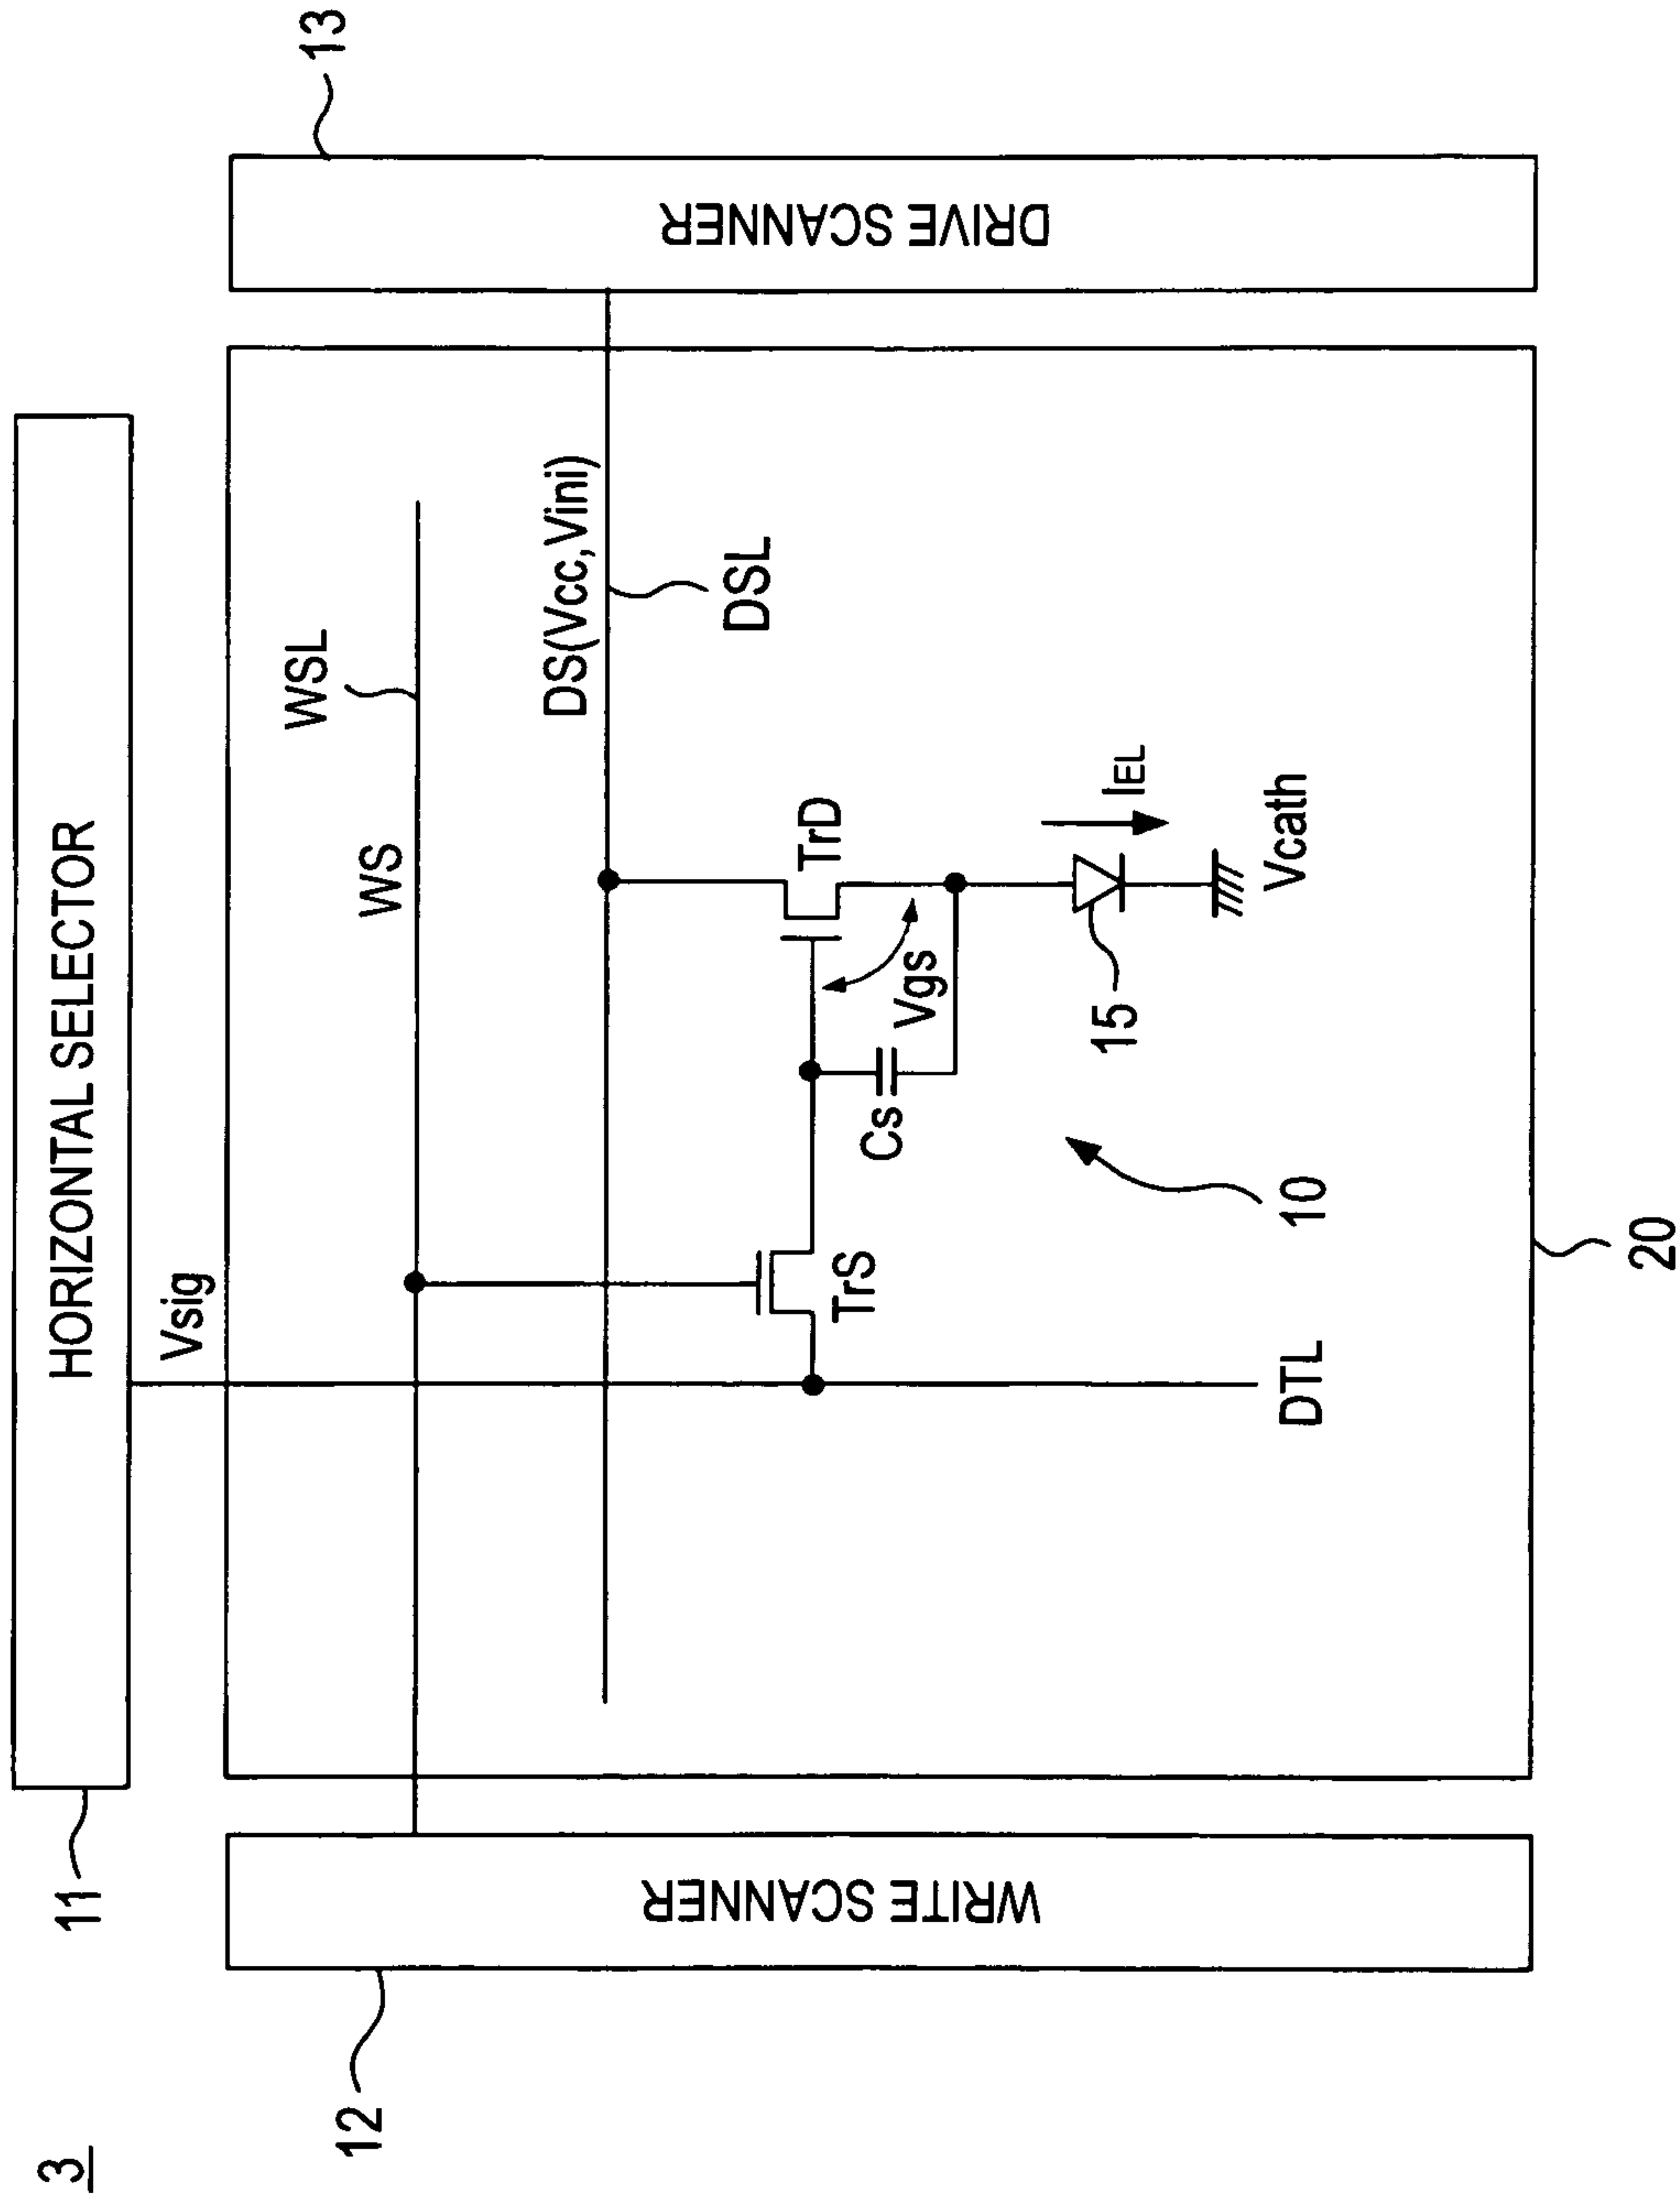 3
11
HORIZONTAL SELECTOR
Vsig
12
WRITE SCANNER
WS
WSL
DS(Vcc,Vini)
DSL
13
DRIVE SCANNER
TrS
TrD
Cs
Vgs
IEL
15
Vcath
DTL
10
20